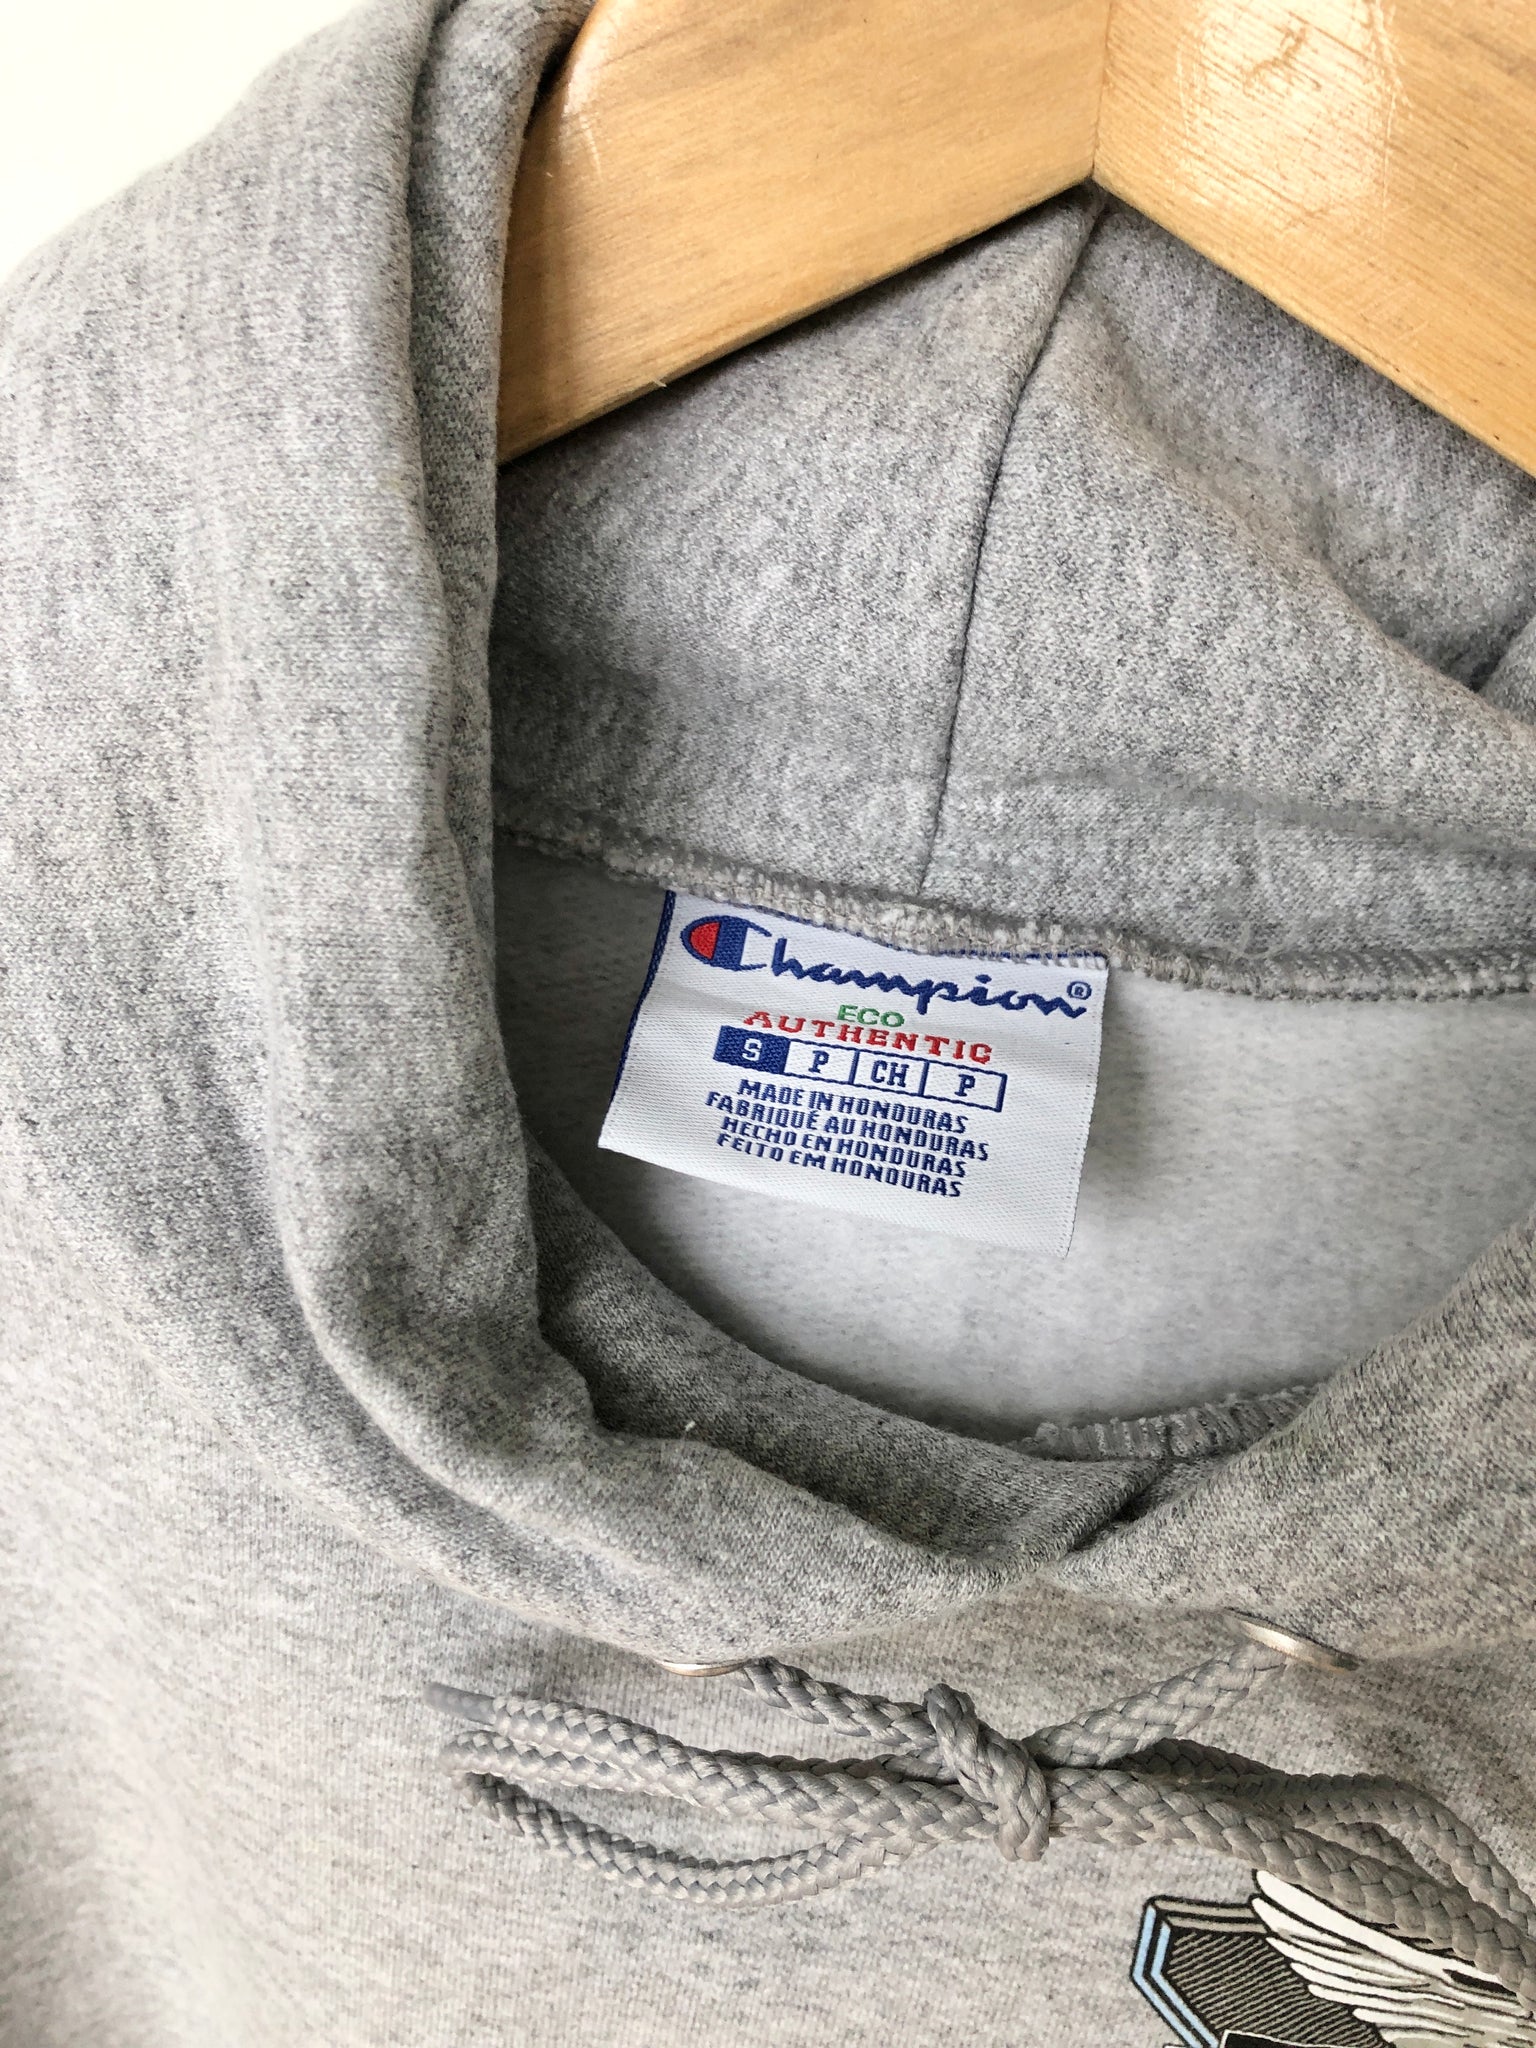 Champion®
ECO
AUTHENTIC
S P CH P
MADE IN HONDURAS
FABRIQUÉ AU HONDURAS
HECHO EN HONDURAS
FEITO EM HONDURAS